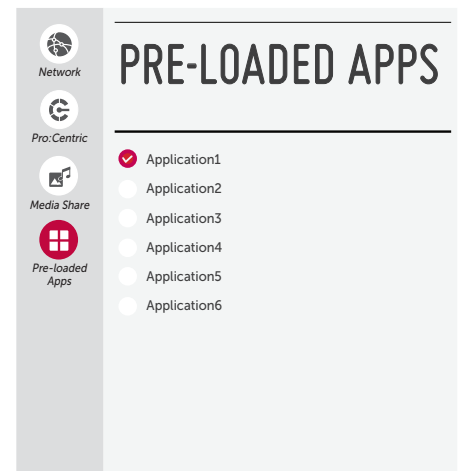 Network
Pro:Centric
Media Share
Pre-loaded
Apps
PRE-LOADED APPS
Application1
Application2
Application3
Application4
Application5
Application6